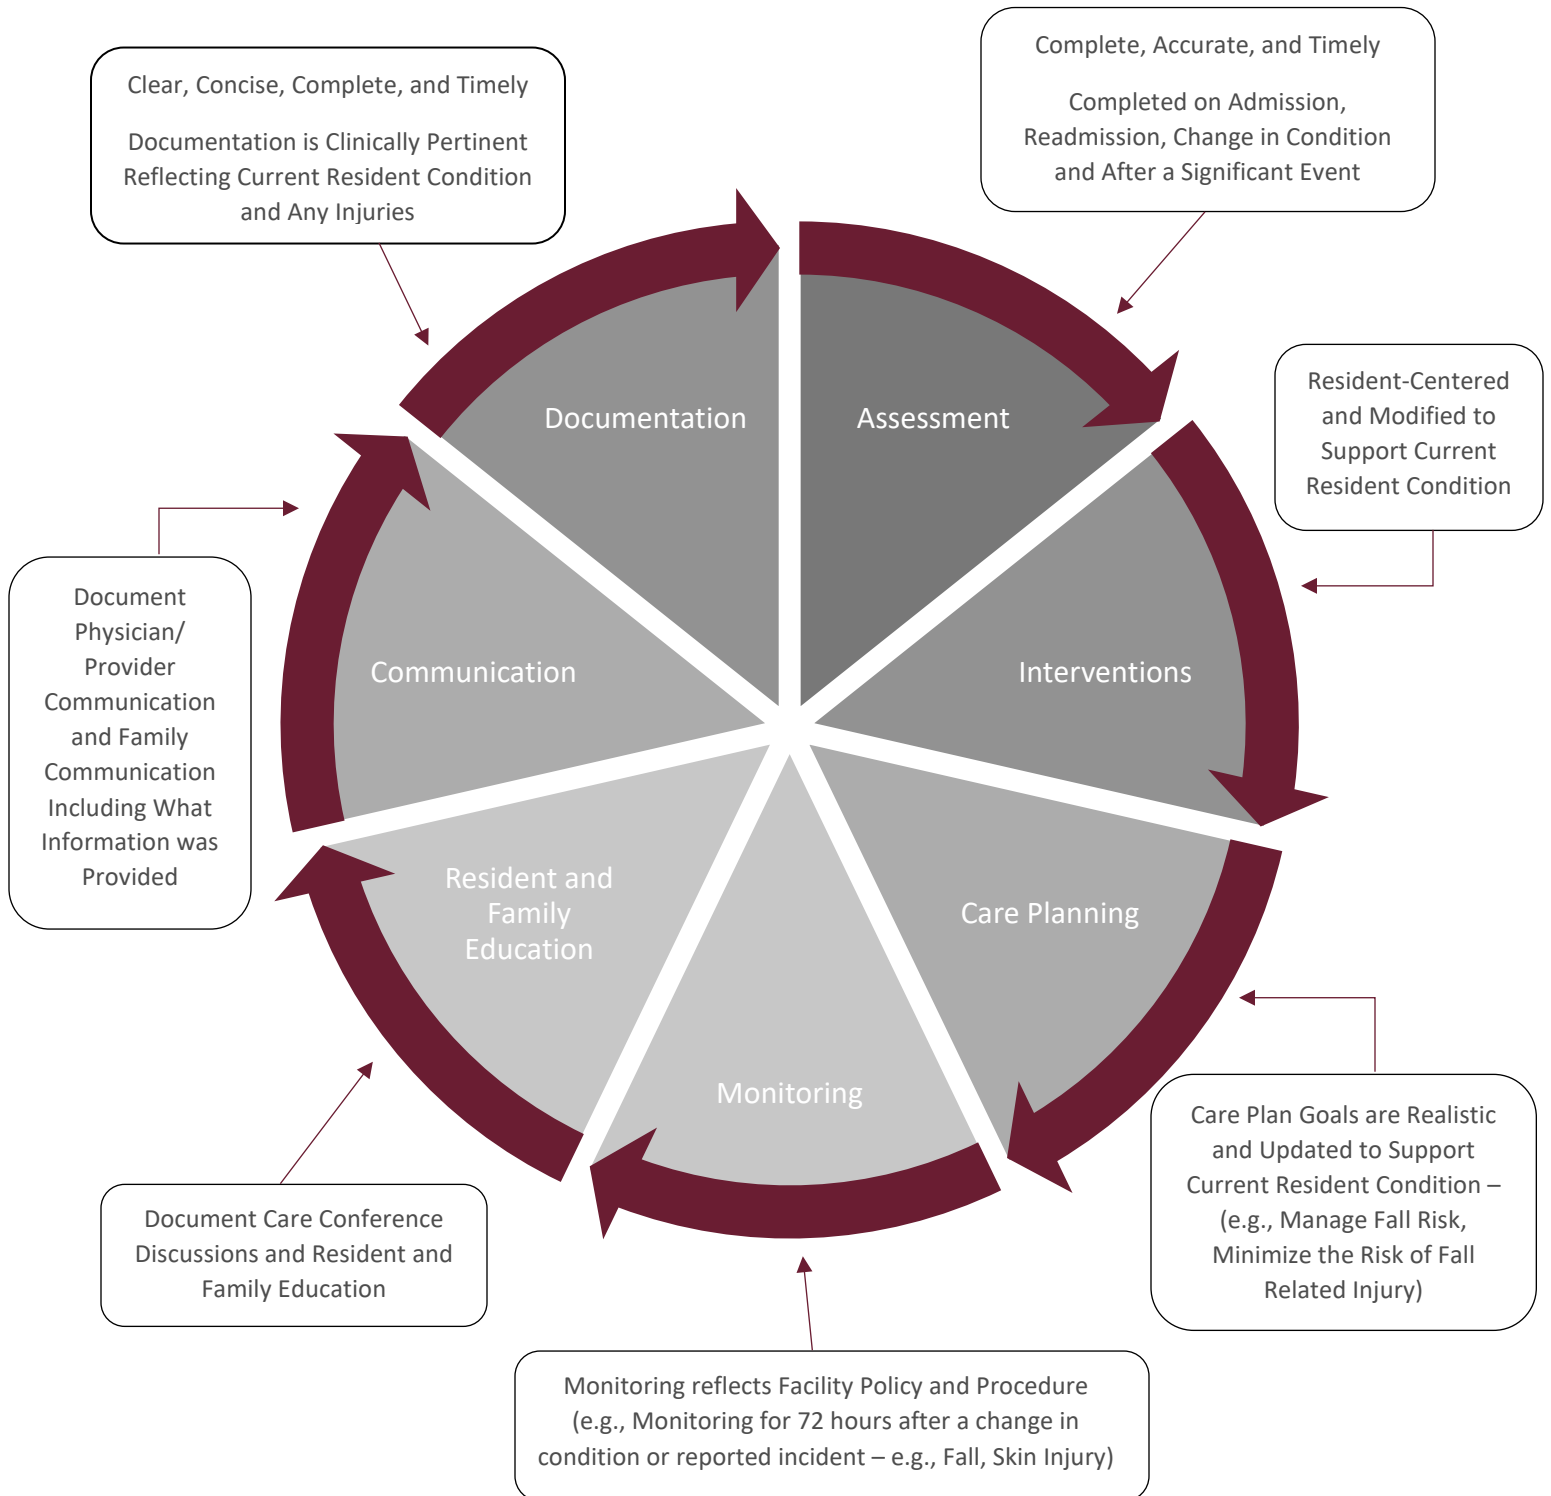 Clear, Concise, Complete, and Timely
Documentation is Clinically Pertinent
Reflecting Current Resident Condition
and Any Injuries
Complete, Accurate, and Timely
Completed on Admission,
Readmission, Change in Condition
and After a Significant Event
Documentation
Assessment
Resident-Centered
and Modified to
Support Current
Resident Condition
Document
Physician/
Provider
Communication
and Family
Communication
Including What
Information was
Provided
Communication
Interventions
Resident and
Family
Education
Care Planning
Monitoring
Care Plan Goals are Realistic
and Updated to Support
Current Resident Condition –
(e.g., Manage Fall Risk,
Minimize the Risk of Fall
Related Injury)
Document Care Conference
Discussions and Resident and
Family Education
Monitoring reflects Facility Policy and Procedure
(e.g., Monitoring for 72 hours after a change in
condition or reported incident – e.g., Fall, Skin Injury)